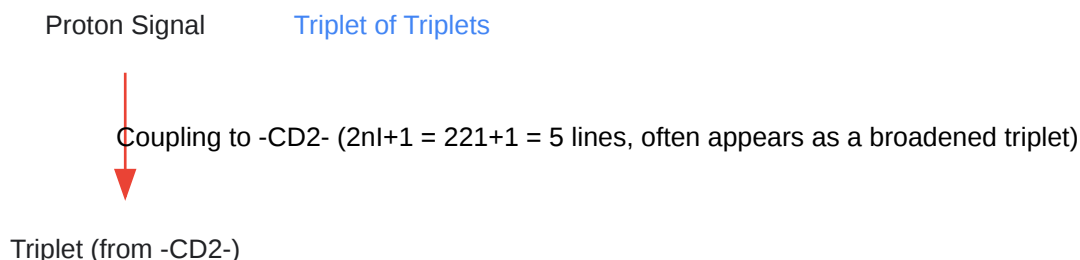 Proton Signal Triplet of Triplets
Coupling to -CD2- (2nI+1 = 221+1 = 5 lines, often appears as a broadened triplet)
Triplet (from -CD2-)